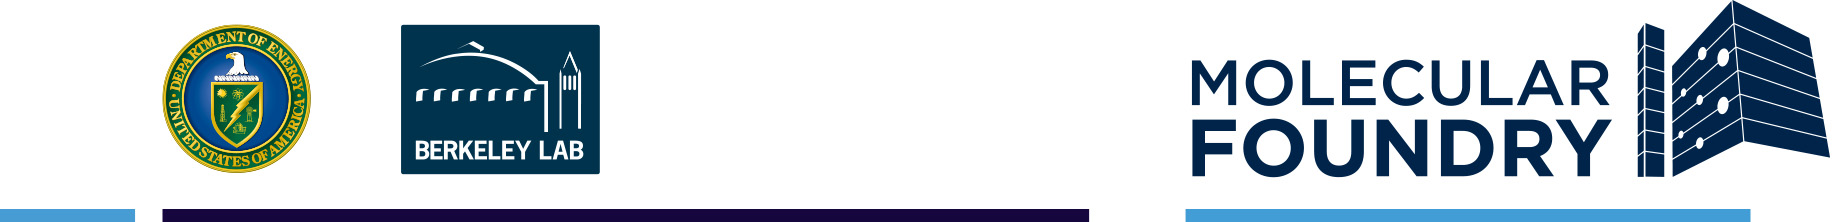 DEPARTMENT OF ENERGY
UNITED STATES OF AMERICA
BERKELEY LAB
MOLECULAR
FOUNDRY